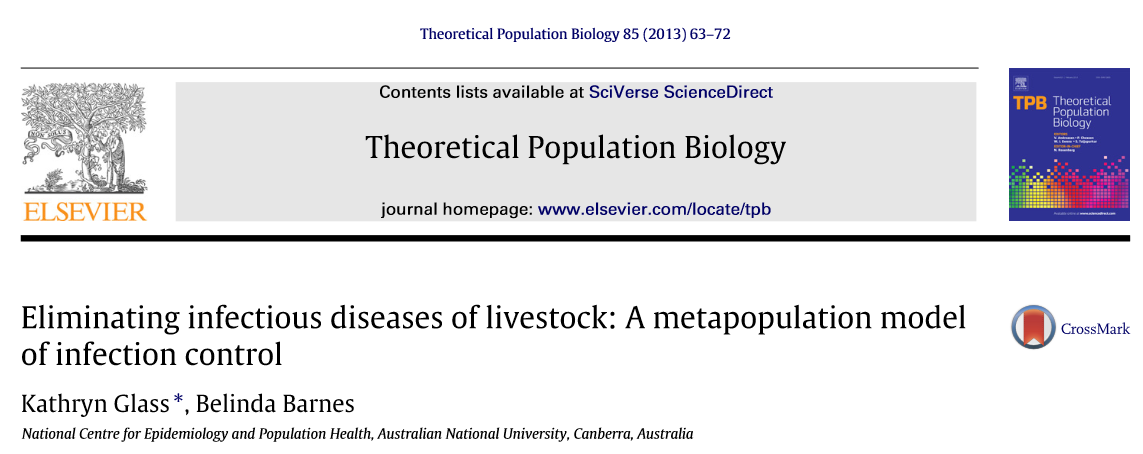 Theoretical Population Biology 85 (2013) 63–72
Contents lists available at SciVerse ScienceDirect
Theoretical Population Biology
journal homepage: www.elsevier.com/locate/tpb
ELSEVIER
TPB
Theoretical
Population
Biology
Eliminating infectious diseases of livestock: A metapopulation model
of infection control
CrossMark
Kathryn Glass *, Belinda Barnes
National Centre for Epidemiology and Population Health, Australian National University, Canberra, Australia